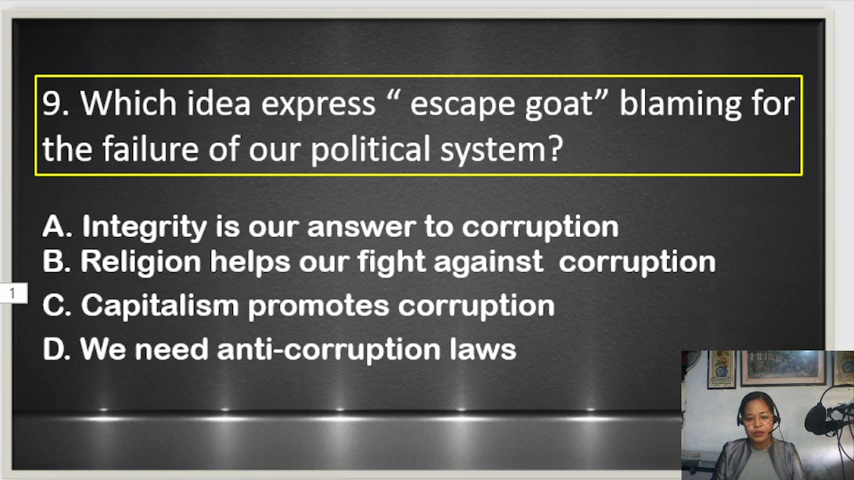 9. Which idea express “ escape goat” blaming for
the failure of our political system?
A. Integrity is our answer to corruption
B. Religion helps our fight against corruption
1
C. Capitalism promotes corruption
D. We need anti-corruption laws